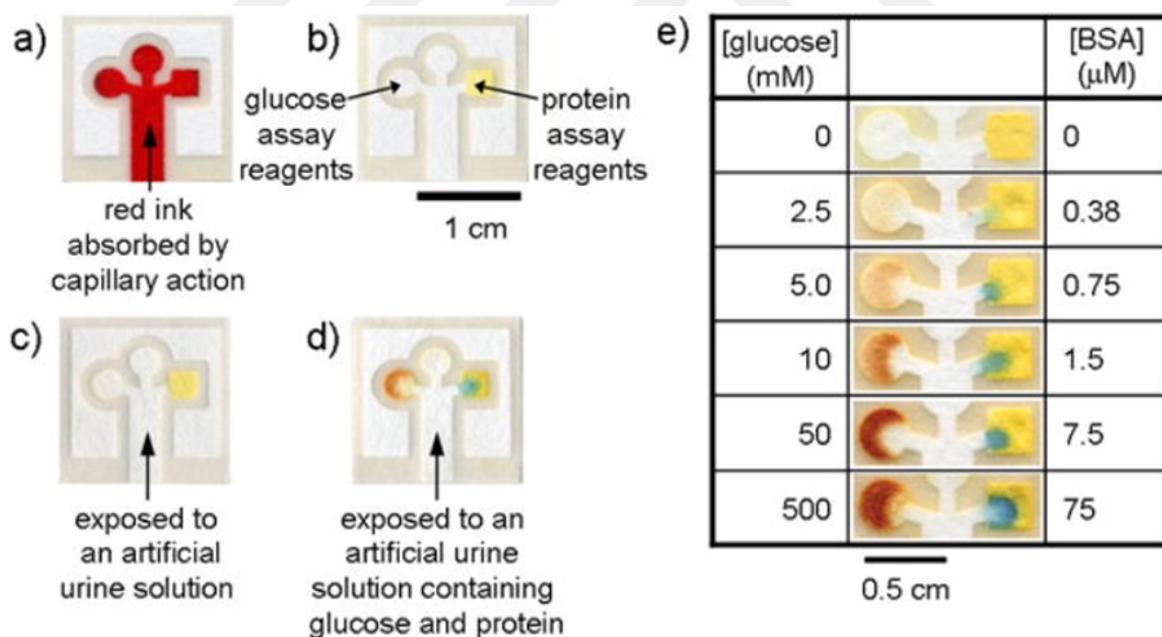 a)
red ink
absorbed by
capillary action
b)
glucose
assay
reagents
protein
assay
reagents
1 cm
c)
exposed to
an artificial
urine solution
d)
exposed to an
artificial urine
solution containing
glucose and protein
e)
[glucose]
(mM)
[BSA]
(μM)
0
0
2.5
0.38
5.0
0.75
10
1.5
50
7.5
500
75
0.5 cm